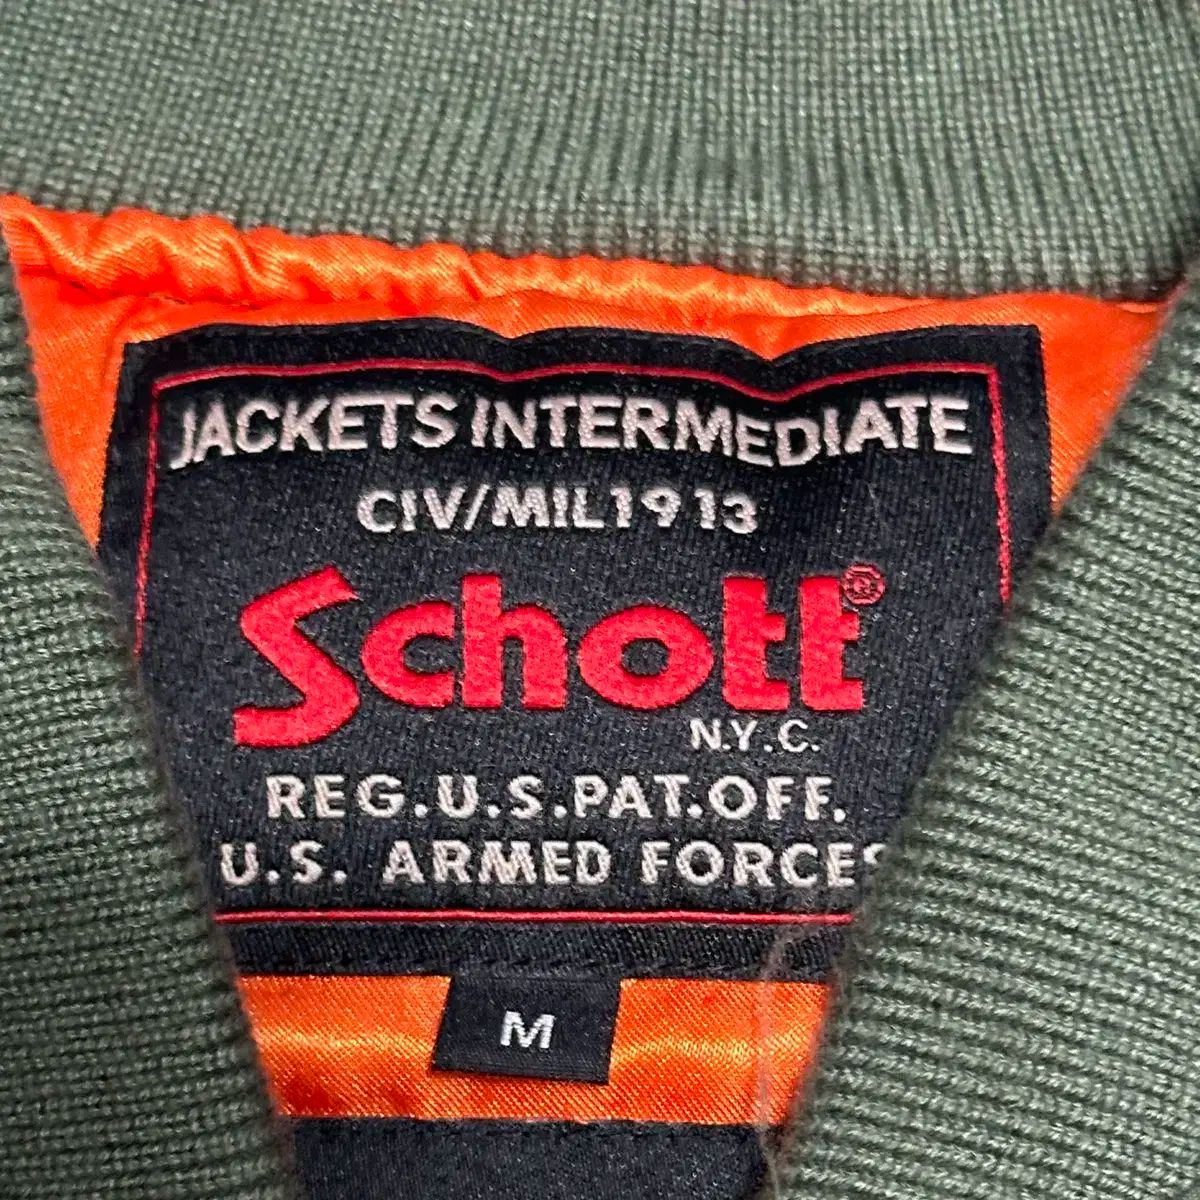 JACKETS INTERMEDIATE
CIV/MIL1913
Schott®
N.Y.C.
REG.U.S.PAT.OFF.
U.S. ARMED FORCES
M